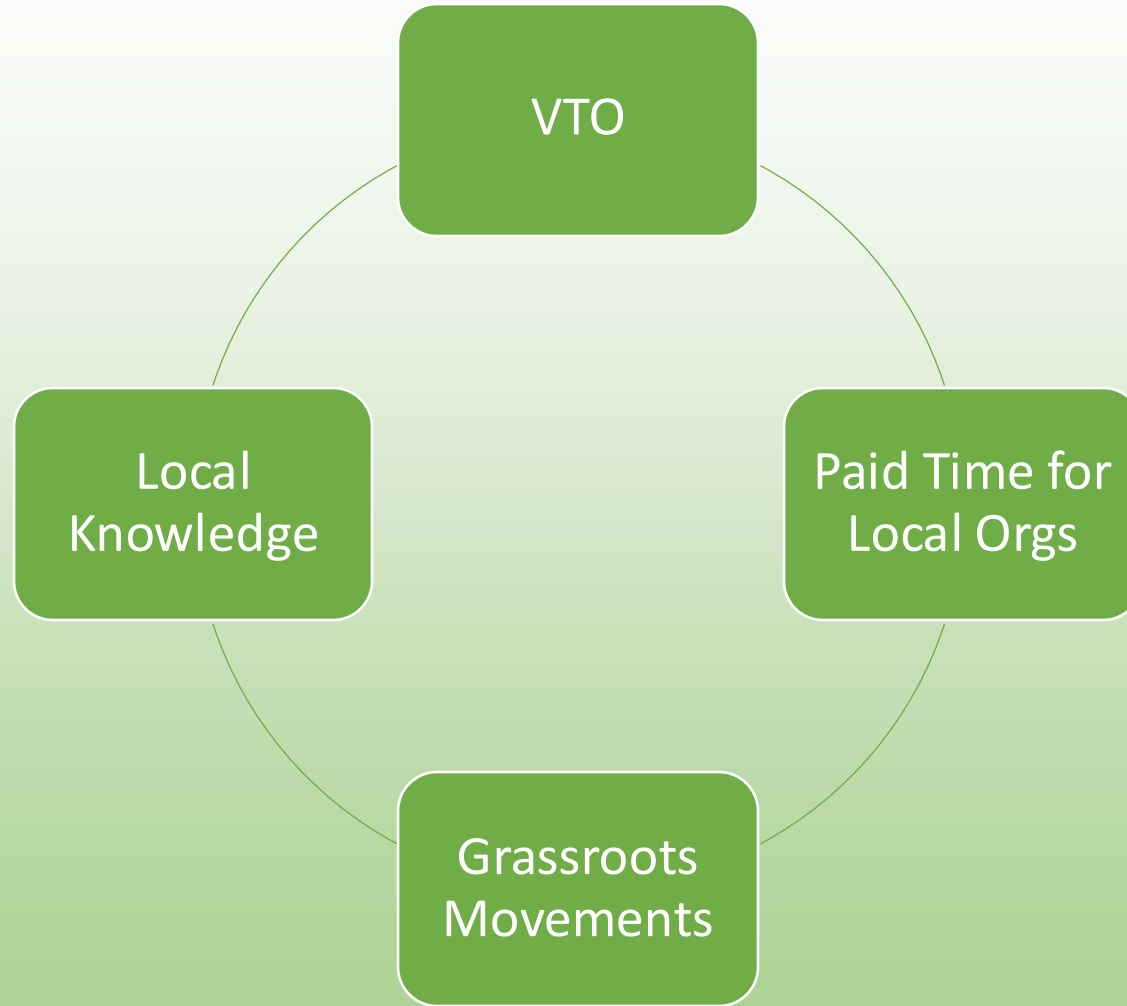 VTO
Local
Knowledge
Paid Time for
Local Orgs
Grassroots
Movements